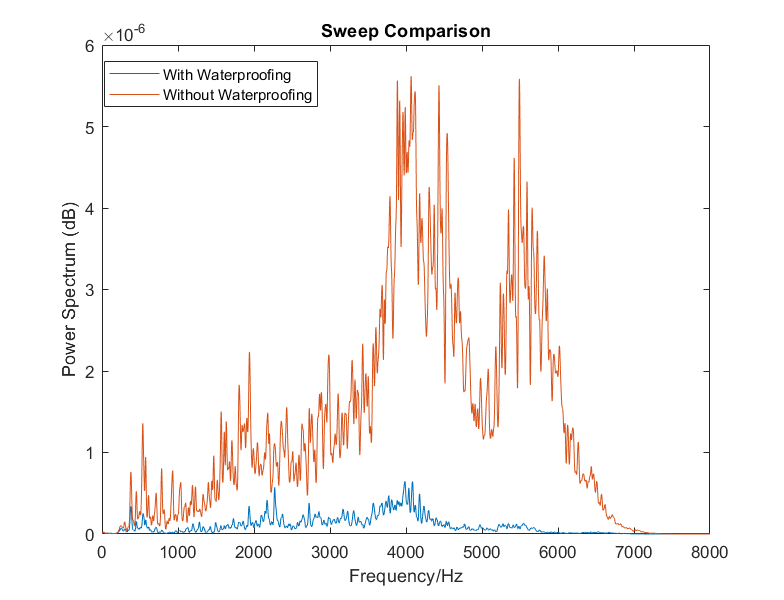 Sweep Comparison
×10⁻⁶
With Waterproofing
Without Waterproofing
Power Spectrum (dB)
6
5
4
3
2
1
0
0 1000 2000 3000 4000 5000 6000 7000 8000
Frequency/Hz